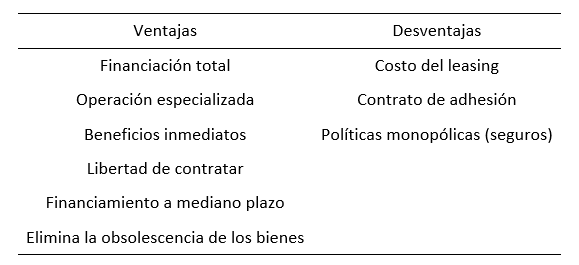 Ventajas Desventajas
Financiación total Costo del leasing
Operación especializada Contrato de adhesión
Beneficios inmediatos Políticas monopólicas (seguros)
Libertad de contratar
Financiamiento a mediano plazo
Elimina la obsolescencia de los bienes